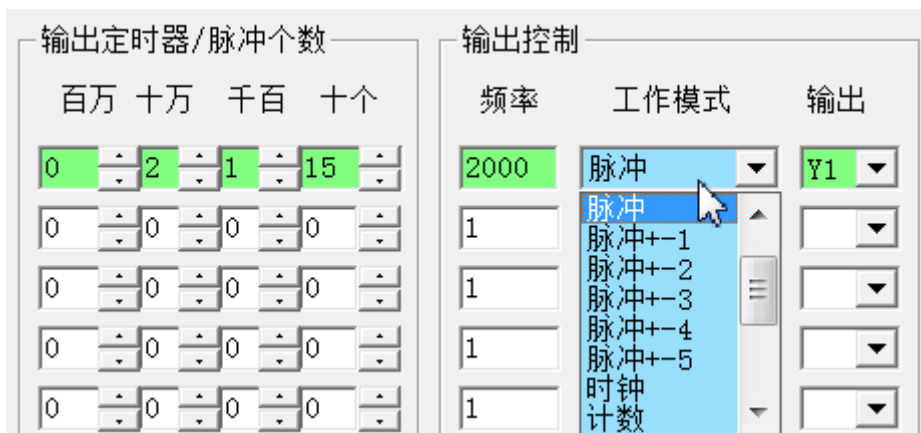 输出定时器/脉冲个数 输出控制
百万 十万 千百 十个 频率 工作模式 输出
0 2 1 15 2000 脉冲 Y1
脉冲
0 0 0 0 1 脉冲+-1
脉冲+-2
0 0 0 0 1 脉冲+-3
脉冲+-4
0 0 0 0 1 脉冲+-5
时钟
0 0 0 0 1 计数